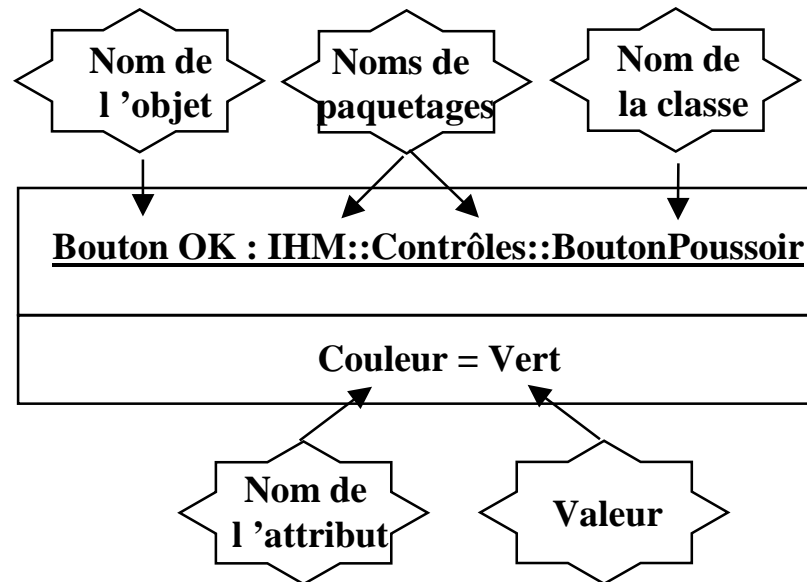 Nom de
l ’objet
Noms de
paquetages
Nom de
la classe
Bouton OK : IHM::Contrôles::BoutonPoussoir
Couleur = Vert
Nom de
l ’attribut
Valeur